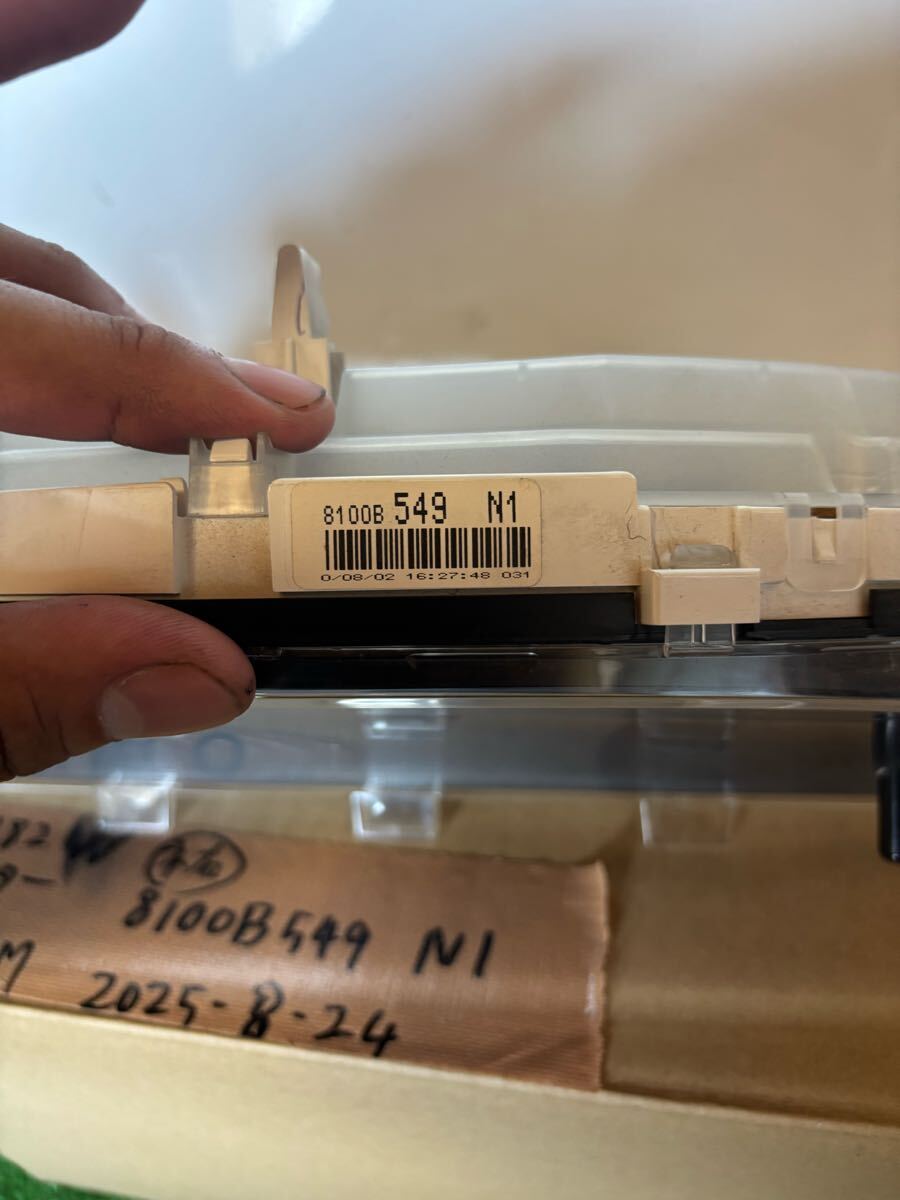 8100B 549 N1
0/08/02 16:27:48 031
8100B549 N1
M 2025-8-24